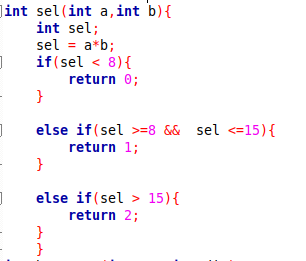 int sel(int a,int b){
    int sel;
    sel = a*b;
    if(sel < 8){
        return 0;
    }
    else if(sel >=8 &&  sel <=15){
        return 1;
    }
    else if(sel > 15){
        return 2;
    }
    }